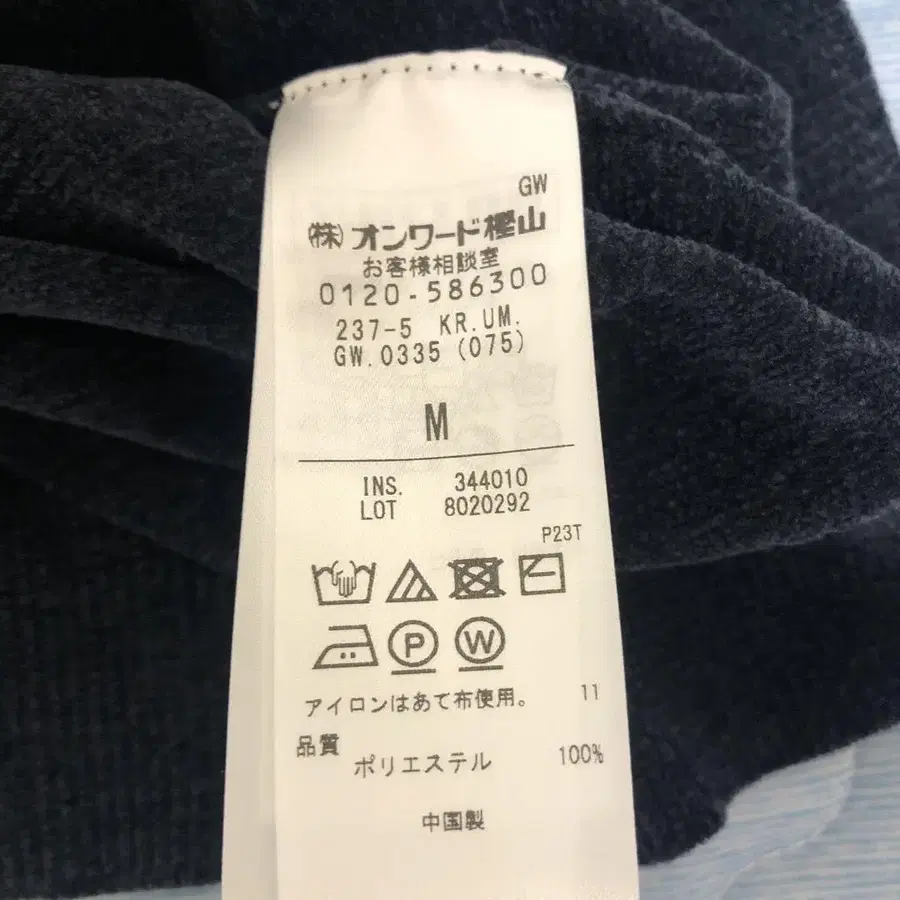 GW
(株)オンワード樫山
お客様相談室
0120-586300
237-5 KR.UM.
GW.0335 (075)
M
INS. 344010
LOT 8020292
P23T
P W
アイロンはあて布使用。 11
品質
ポリエステル 100%
中国製